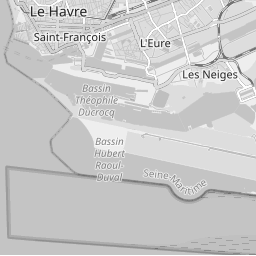 Le Havre
Saint-François
L'Eure
Les Neiges
Bassin
Théophile
Ducrocq
Bassin
Hubert
Raoul-
Duval
Seine-Maritime